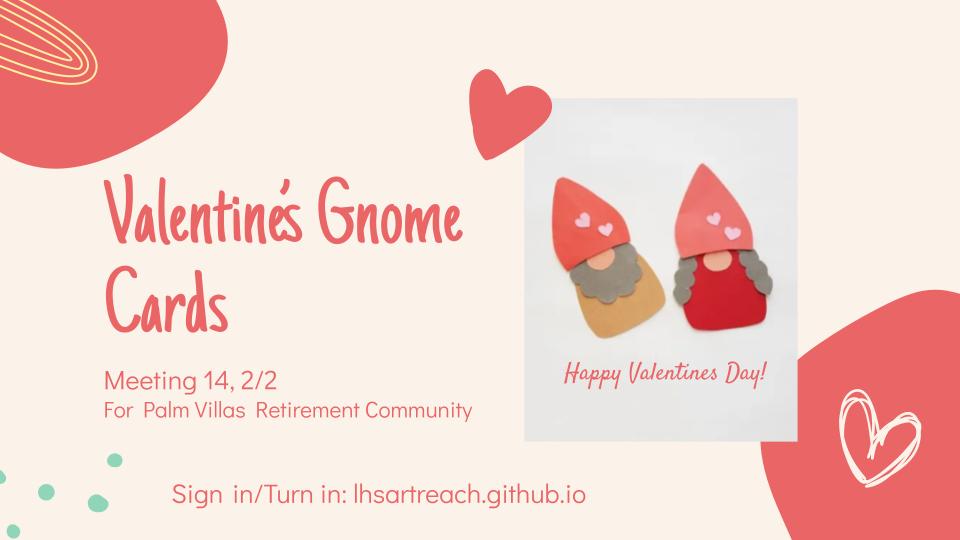 Valentine's Gnome
Cards
Meeting 14, 2/2
For Palm Villas Retirement Community
Happy Valentines Day!
Sign in/Turn in: lhsartreach.github.io